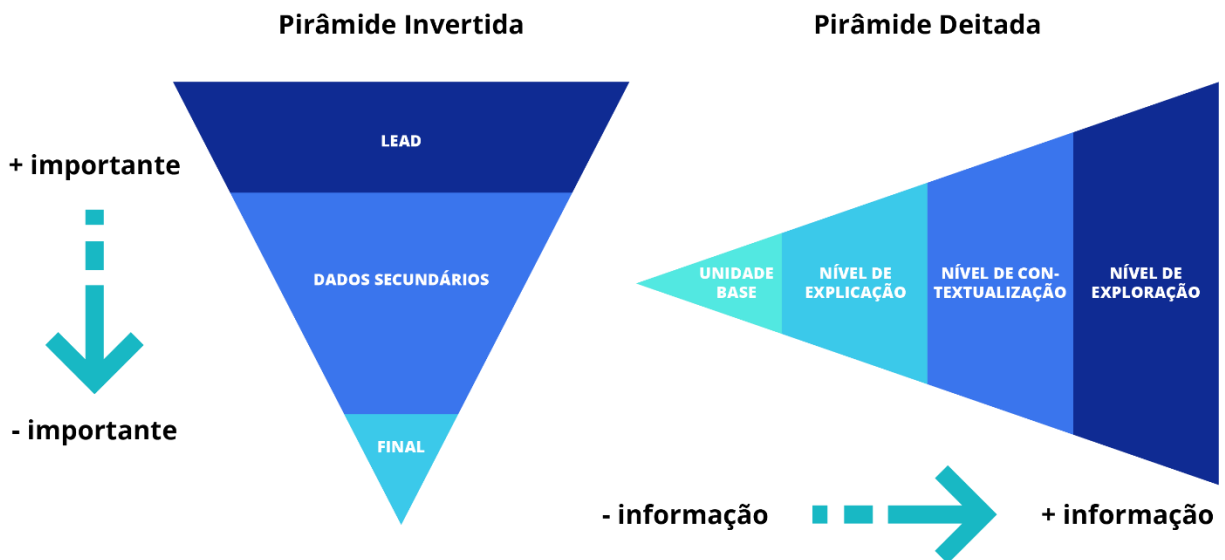 Pirâmide Invertida
+ importante
- importante
LEAD
DADOS SECUNDÁRIOS
FINAL
Pirâmide Deitada
UNIDADE
BASE
NÍVEL DE
EXPLICAÇÃO
NÍVEL DE CON-
TEXTUALIZAÇÃO
NÍVEL DE
EXPLORAÇÃO
- informação
+ informação